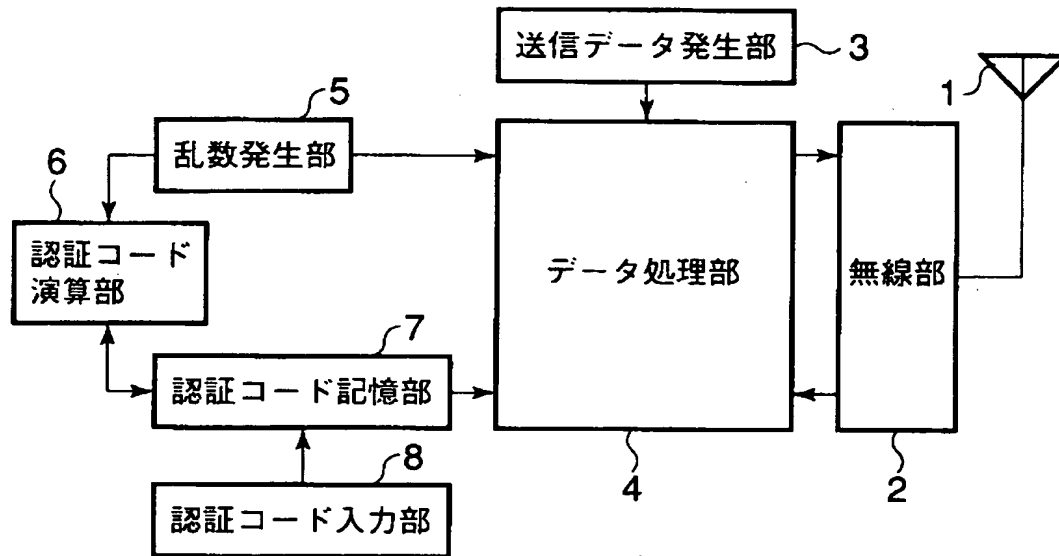 送信データ発生部
3
1
5
乱数発生部
6
認証コード
演算部
データ処理部
無線部
7
認証コード記憶部
4
2
8
認証コード入力部